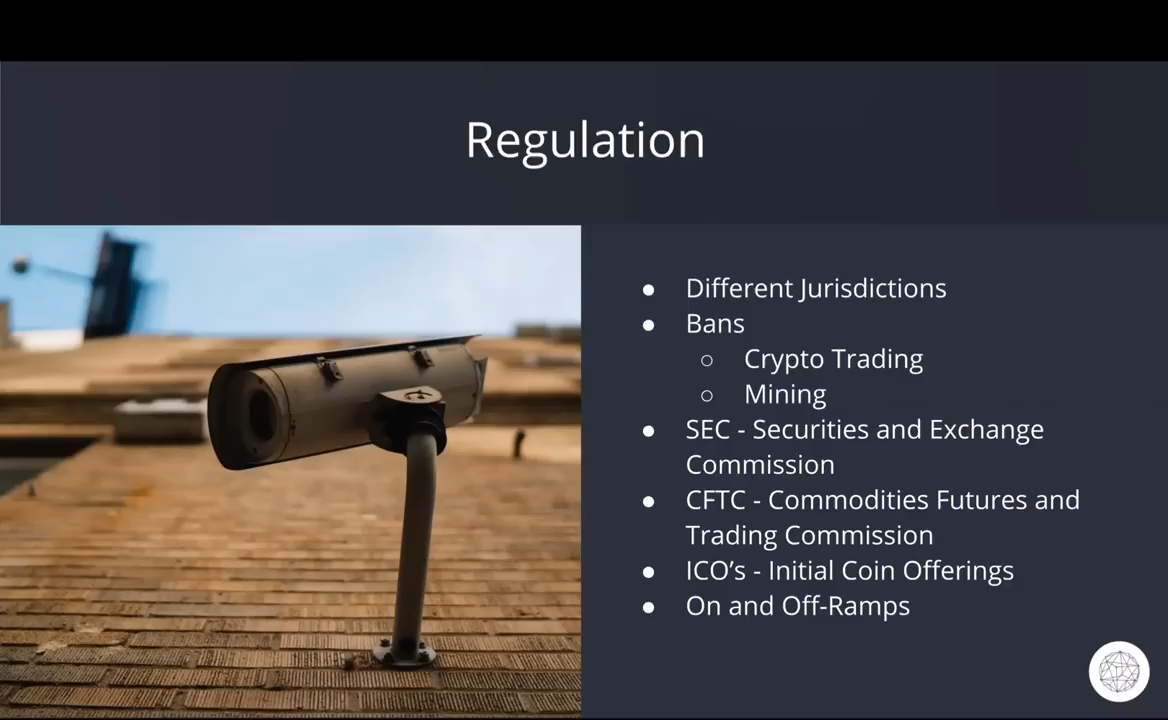 Regulation
● Different Jurisdictions
● Bans
○ Crypto Trading
○ Mining
● SEC - Securities and Exchange
Commission
● CFTC - Commodities Futures and
Trading Commission
● ICO’s - Initial Coin Offerings
● On and Off-Ramps